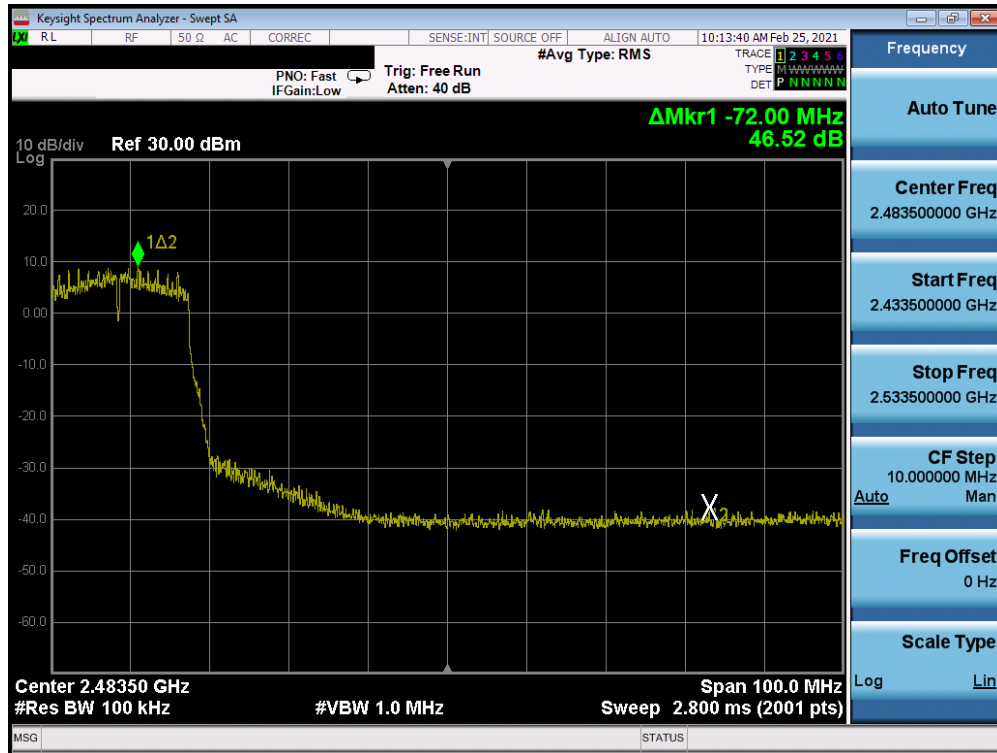 Keysight Spectrum Analyzer - Swept SA
LXI RL RF 50 Ω AC CORREC SENSE:INT SOURCE OFF ALIGN AUTO 10:13:40 AM Feb 25, 2021
#Avg Type: RMS TRACE 1 2 3 4 5 6
PNO: Fast Trig: Free Run TYPE M WWWWW
IFGain:Low Atten: 40 dB DET P N N N N N
ΔMkr1 -72.00 MHz
46.52 dB
10 dB/div Ref 30.00 dBm
Log
20.0
1Δ2
10.0
0.00
-10.0
-20.0
-30.0
-40.0
X
-50.0
-60.0
Center 2.48350 GHz Span 100.0 MHz
#Res BW 100 kHz #VBW 1.0 MHz Sweep 2.800 ms (2001 pts)
MSG STATUS
Frequency
Auto Tune
Center Freq
2.483500000 GHz
Start Freq
2.433500000 GHz
Stop Freq
2.533500000 GHz
CF Step
10.000000 MHz
Auto Man
Freq Offset
0 Hz
Scale Type
Log Lin